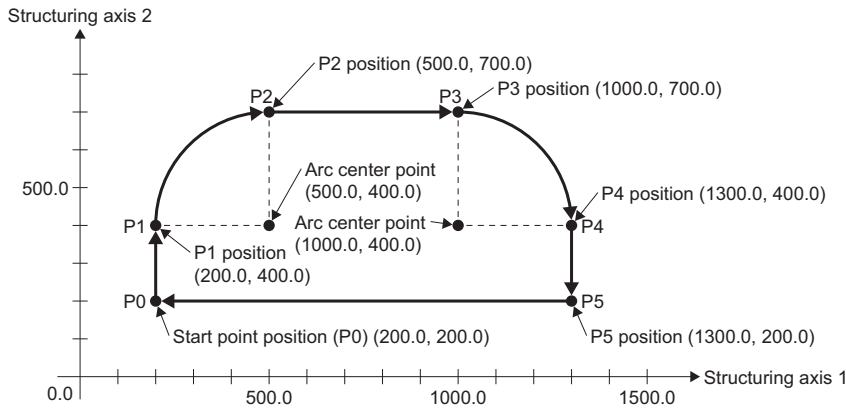 Structuring axis 2
P2 position (500.0, 700.0)
P2
P3
P3 position (1000.0, 700.0)
Arc center point
(500.0, 400.0)
500.0
P4 position (1300.0, 400.0)
P1
Arc center point
(1000.0, 400.0)
P4
P1 position
(200.0, 400.0)
P0
P5
Start point position (P0) (200.0, 200.0)
P5 position (1300.0, 200.0)
Structuring axis 1
0.0
500.0
1000.0
1500.0